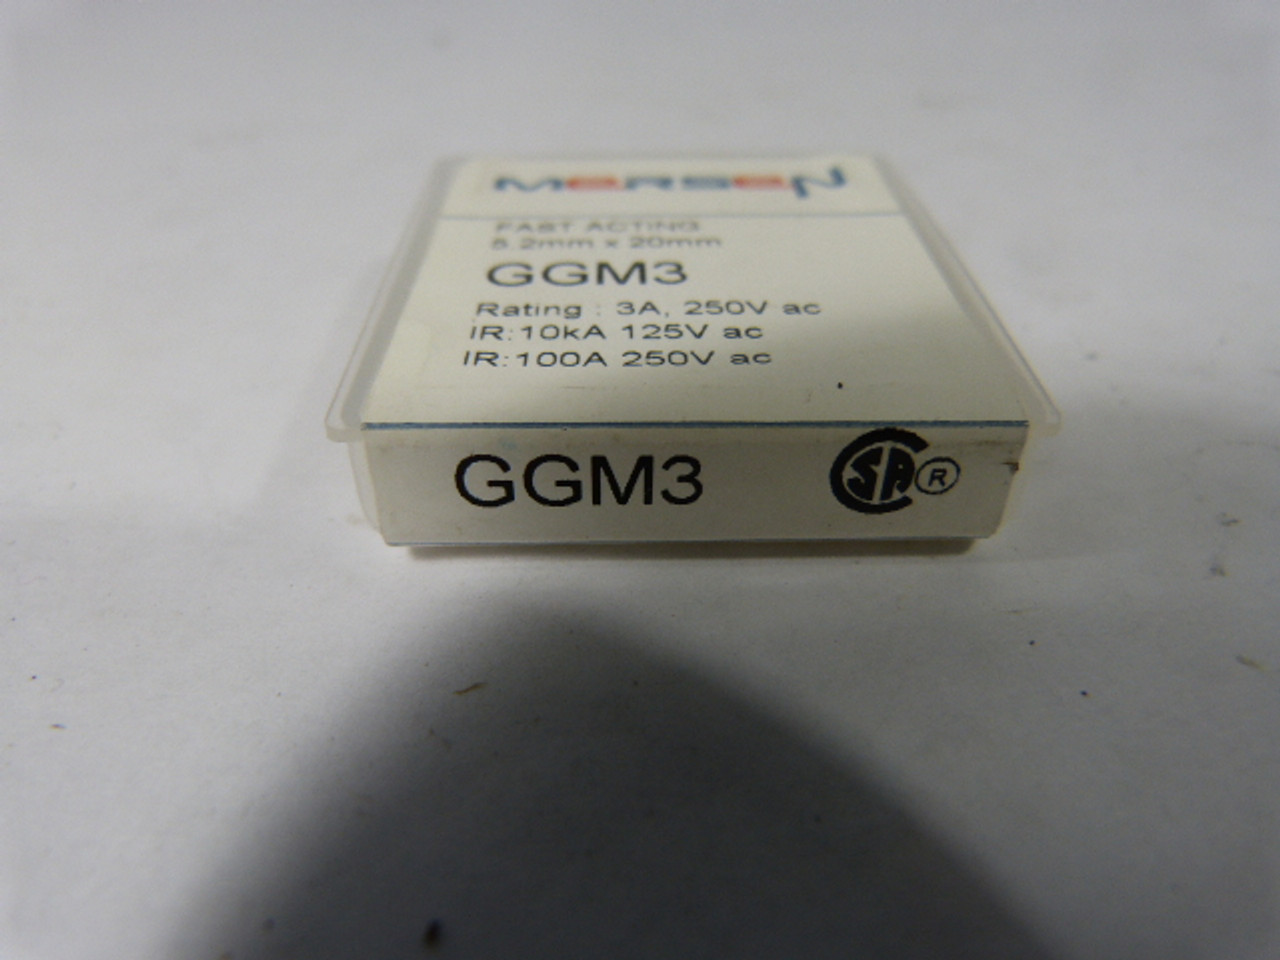 MERSEN
FAST ACTING
5.2mm x 20mm
GGM3
Rating : 3A, 250V ac
IR:10kA 125V ac
IR:100A 250V ac
GGM3 SA ®